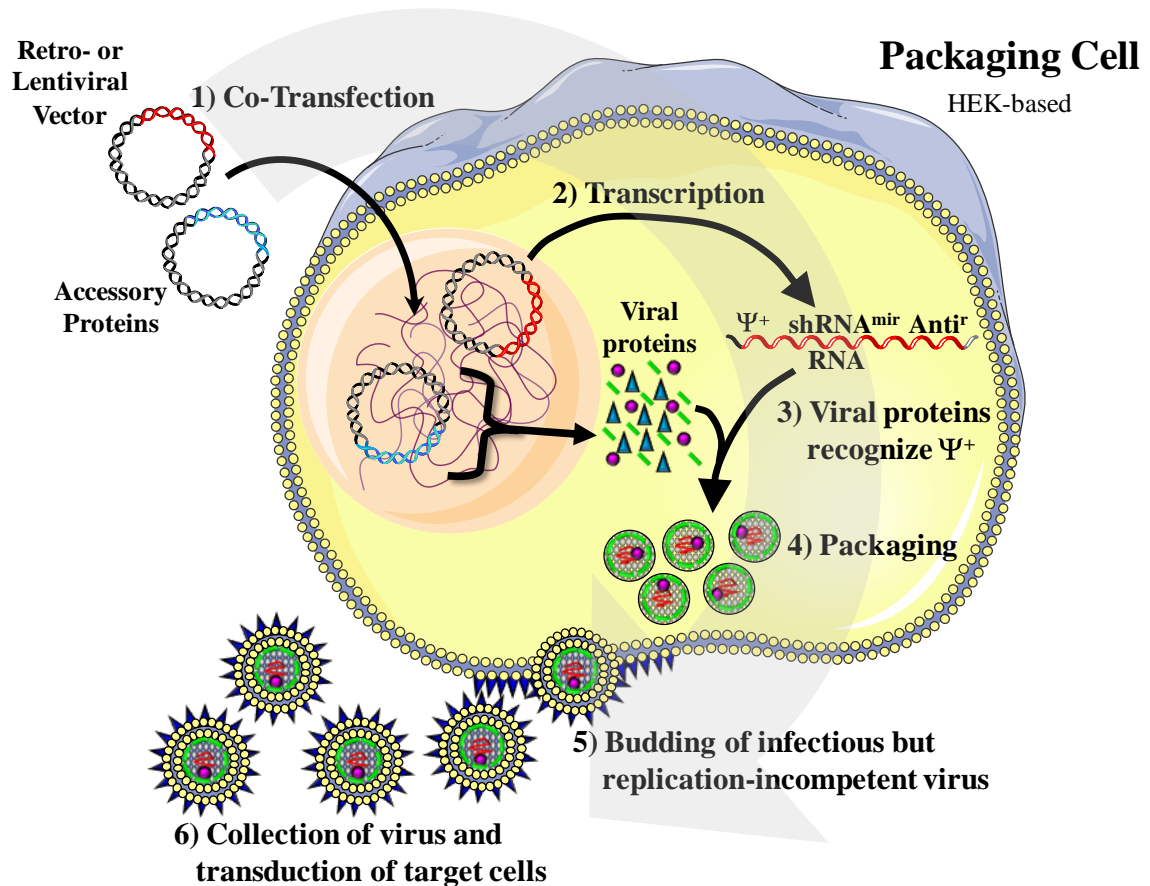 Packaging Cell
HEK-based
Retro- or
Lentiviral
Vector
1) Co-Transfection
Accessory
Proteins
2) Transcription
Viral
proteins
Ψ⁺ shRNAᵐⁱʳ Antiʳ
RNA
3) Viral proteins
recognize Ψ⁺
4) Packaging
5) Budding of infectious but
replication-incompetent virus
6) Collection of virus and
transduction of target cells